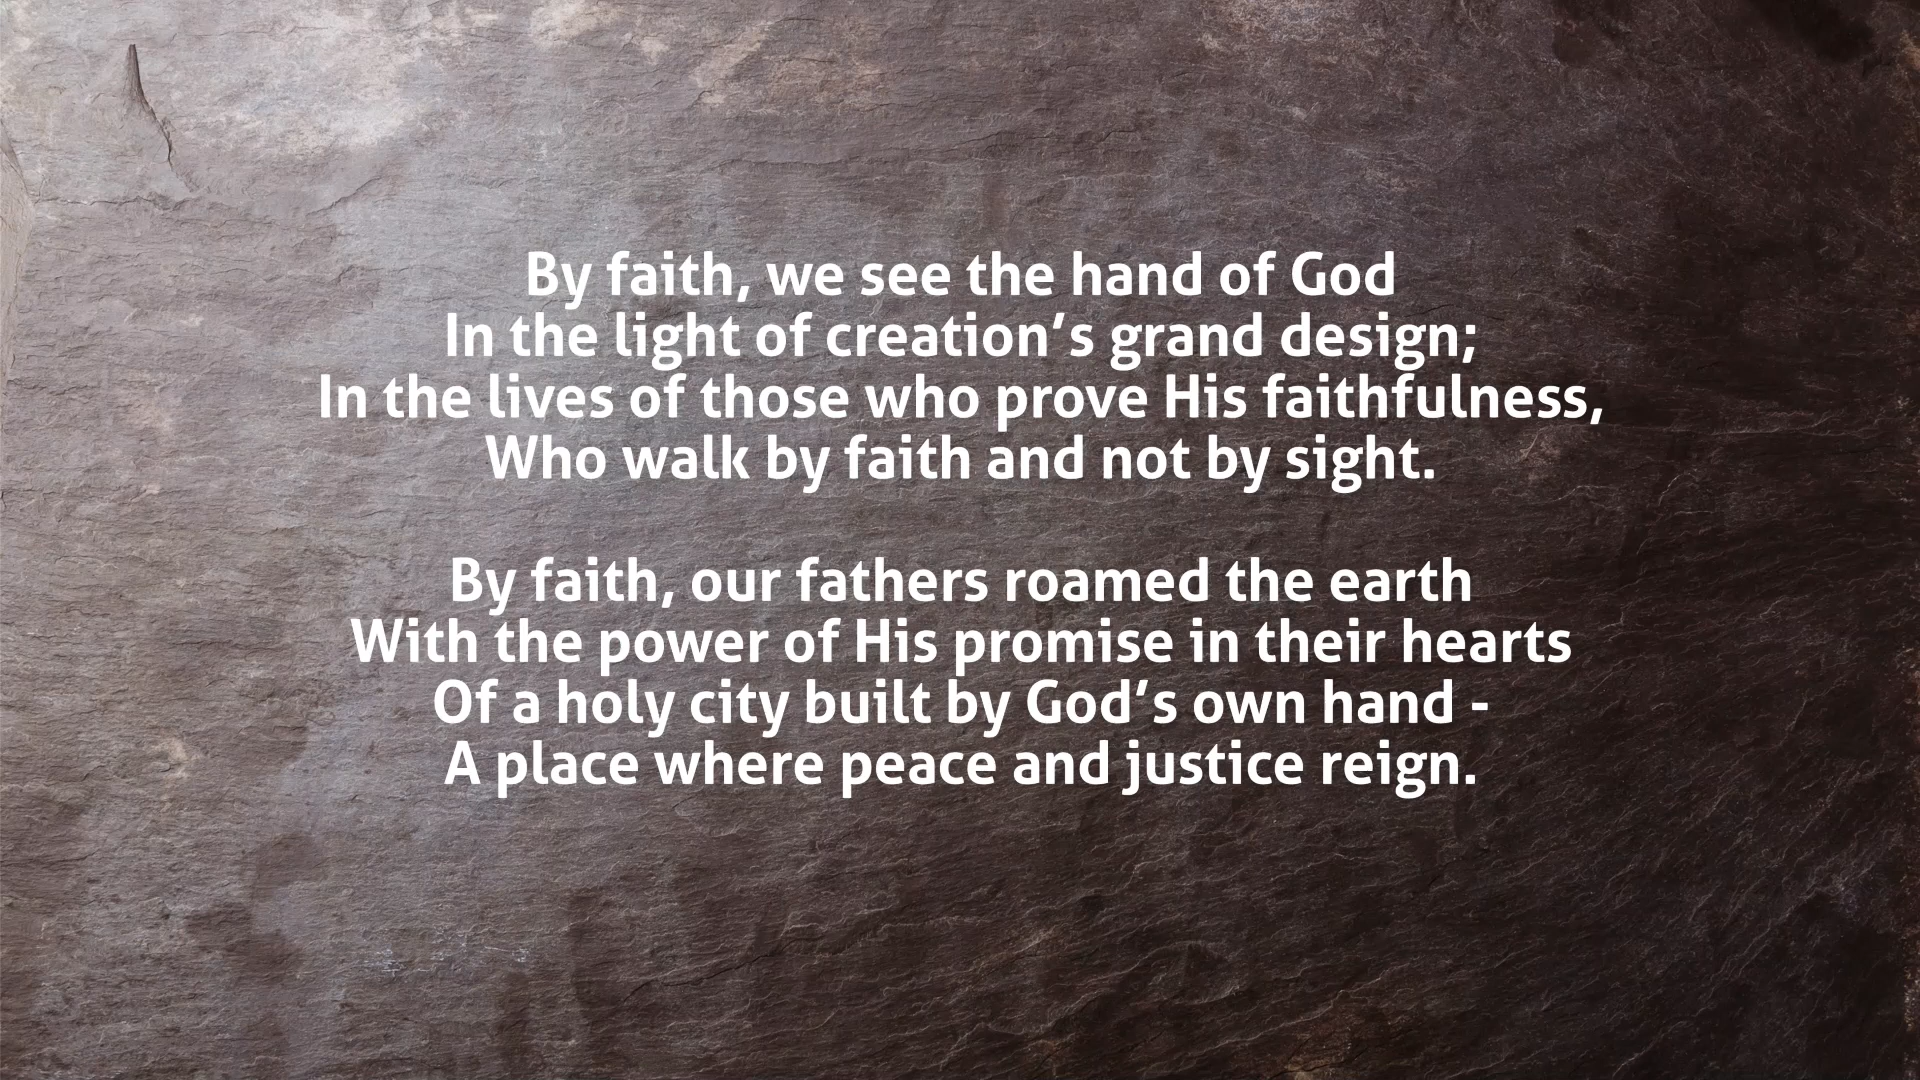 By faith, we see the hand of God
In the light of creation’s grand design;
In the lives of those who prove His faithfulness,
Who walk by faith and not by sight.

By faith, our fathers roamed the earth
With the power of His promise in their hearts
Of a holy city built by God’s own hand -
A place where peace and justice reign.